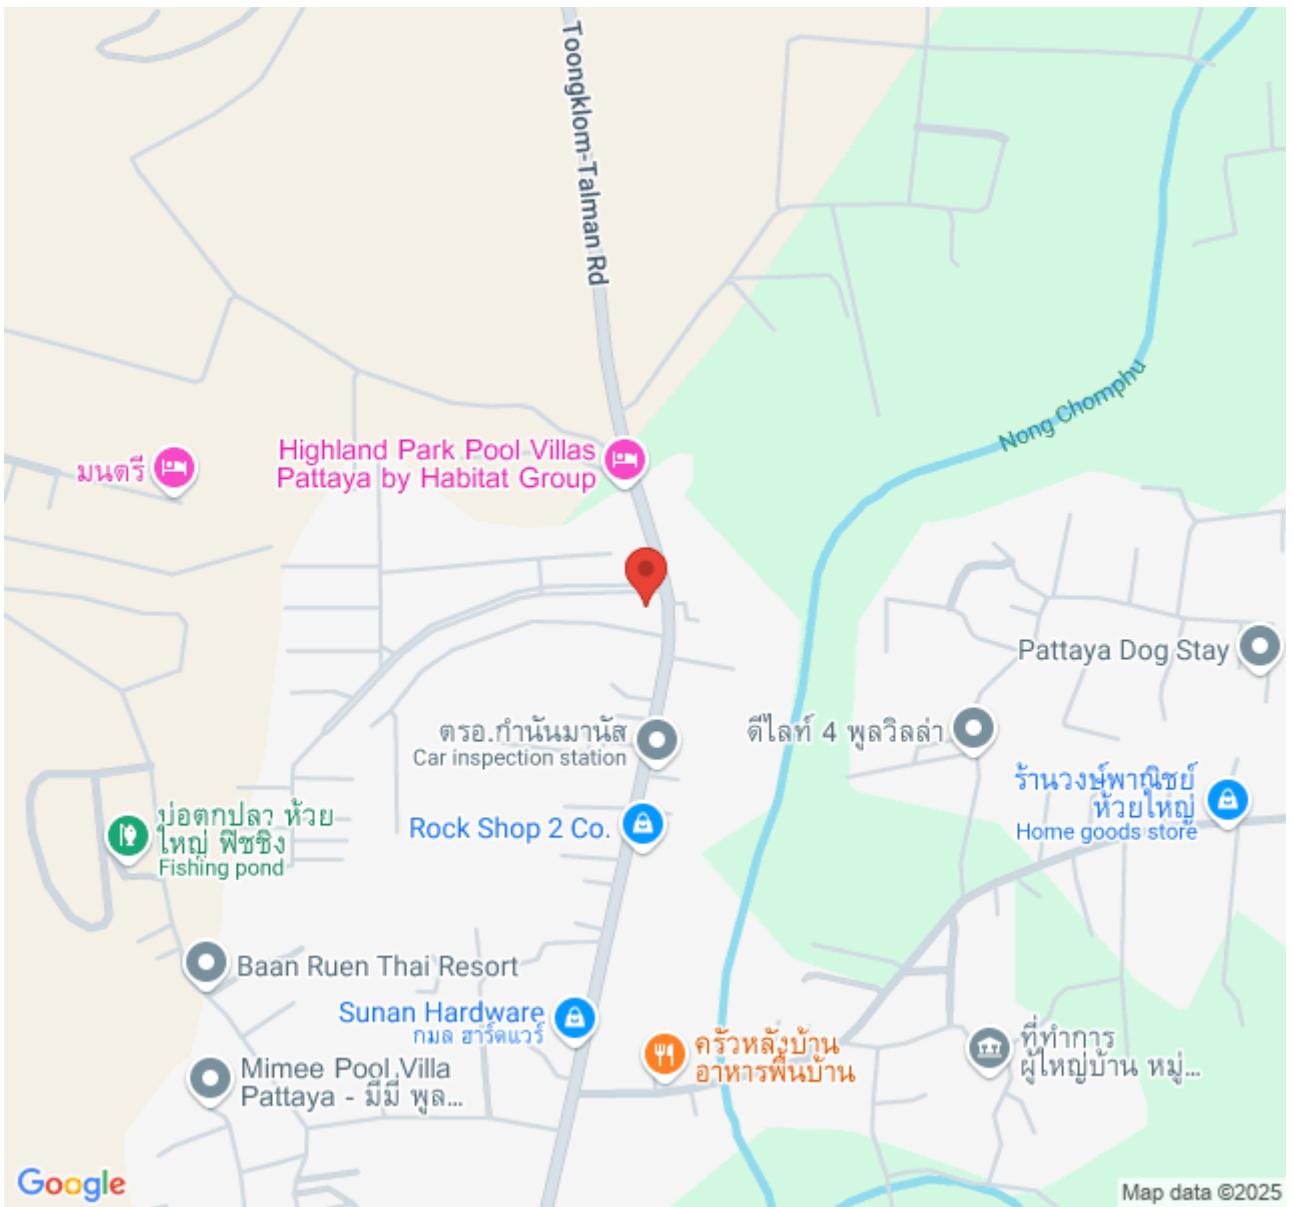 Toongklom-Talman Rd
Nong Chomphu
Highland Park Pool Villas
Pattaya by Habitat Group
มนตรี
Pattaya Dog Stay
ตรอ.กำนันมานัส
Car inspection station
ดีไลท์ 4 พูลวิลล่า
ร้านวงษ์พาณิชย์
ห้วยใหญ่
Home goods store
บ่อตกปลา ห้วย
ใหญ่ ฟิชชิง
Fishing pond
Rock Shop 2 Co.
Baan Ruen Thai Resort
Sunan Hardware
กมล ฮาร์ดแวร์
ครัวหลังบ้าน
อาหารพื้นบ้าน
ที่ทำการ
ผู้ใหญ่บ้าน หมู่...
Mimee Pool Villa
Pattaya - มีมี่ พูล...
Google
Map data ©2025